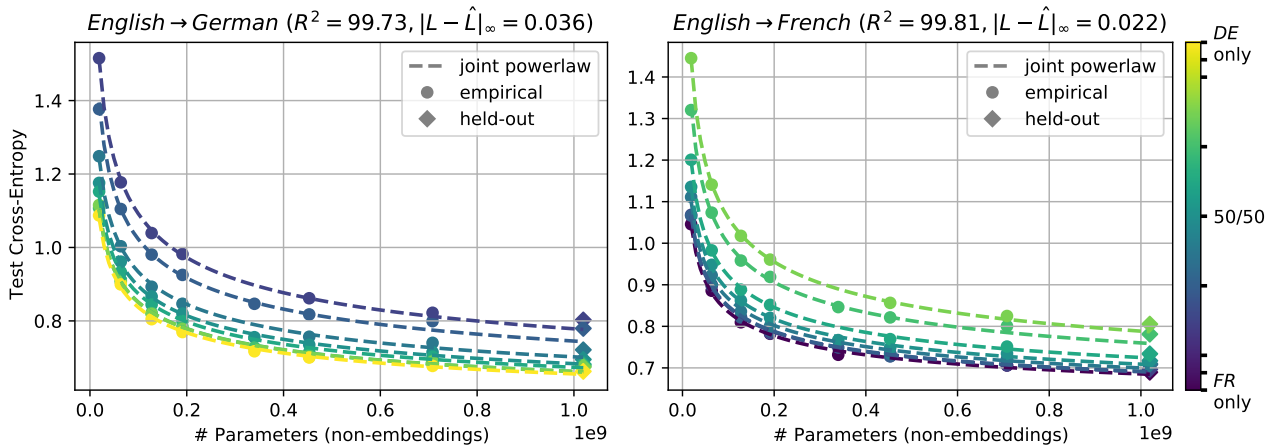 English → German (R² = 99.73, |L − L̂|∞ = 0.036)
English → French (R² = 99.81, |L − L̂|∞ = 0.022)
Test Cross-Entropy
1.4
1.2
1.0
0.8
joint powerlaw
empirical
held-out
0.0
0.2
0.4
0.6
0.8
1.0
1e9
# Parameters (non-embeddings)
1.4
1.3
1.2
1.1
1.0
0.9
0.8
0.7
joint powerlaw
empirical
held-out
0.0
0.2
0.4
0.6
0.8
1.0
1e9
# Parameters (non-embeddings)
DE
only
50/50
FR
only